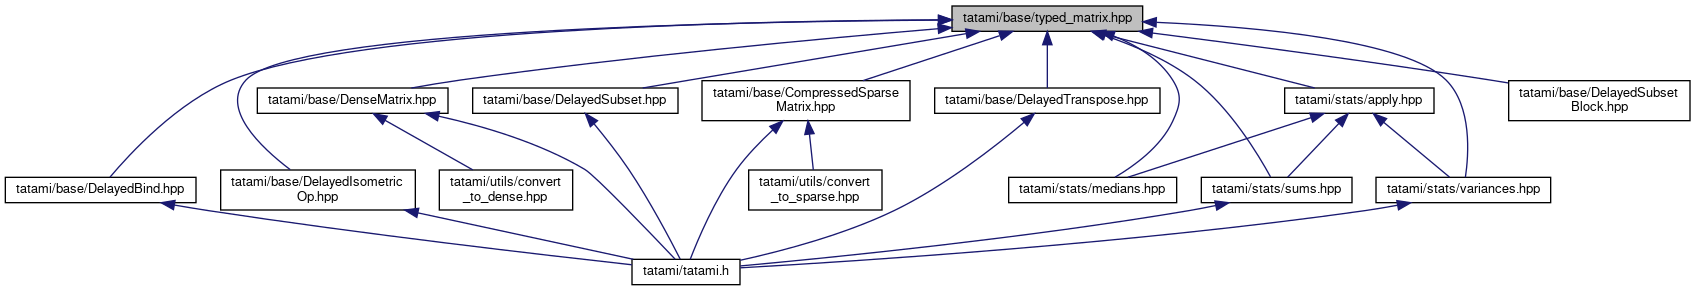 tatami/base/typed_matrix.hpp
tatami/base/DenseMatrix.hpp
tatami/base/DelayedSubset.hpp
tatami/base/CompressedSparse
Matrix.hpp
tatami/base/DelayedTranspose.hpp
tatami/stats/apply.hpp
tatami/base/DelayedSubset
Block.hpp
tatami/base/DelayedBind.hpp
tatami/base/DelayedIsometric
Op.hpp
tatami/utils/convert
_to_dense.hpp
tatami/utils/convert
_to_sparse.hpp
tatami/stats/medians.hpp
tatami/stats/sums.hpp
tatami/stats/variances.hpp
tatami/tatami.h